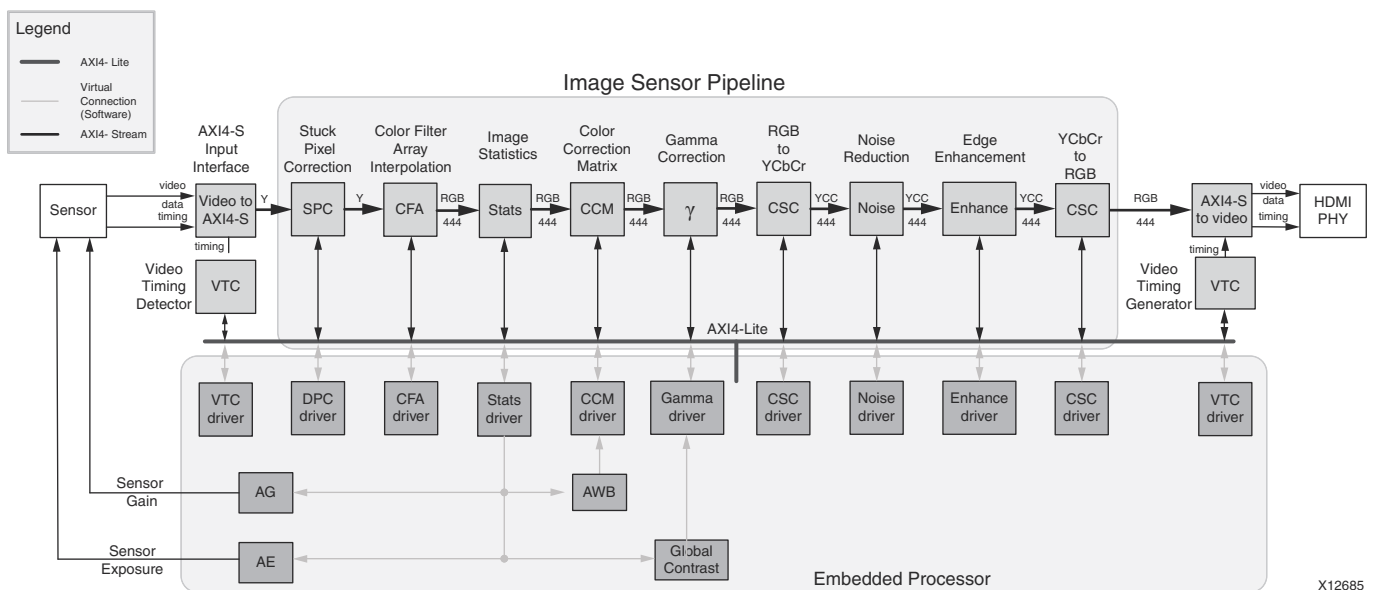 Legend
AXI4- Lite
Virtual
Connection
(Software)
AXI4- Stream
Image Sensor Pipeline
AXI4-S
Input
Interface
Stuck
Pixel
Correction
Color Filter
Array
Interpolation
Image
Statistics
Color
Correction
Matrix
Gamma
Correction
RGB
to
YCbCr
Noise
Reduction
Edge
Enhancement
YCbCr
to
RGB
Sensor
video
data
timing
Video to
AXI4-S
Y
SPC
Y
CFA
RGB
444
Stats
RGB
444
CCM
RGB
444
γ
RGB
444
CSC
YCC
444
Noise
YCC
444
Enhance
YCC
444
CSC
RGB
444
AXI4-S
to video
video
data
timing
HDMI
PHY
timing
Video
Timing
Detector
VTC
timing
Video
Timing
Generator
VTC
AXI4-Lite
VTC
driver
DPC
driver
CFA
driver
Stats
driver
CCM
driver
Gamma
driver
CSC
driver
Noise
driver
Enhance
driver
CSC
driver
VTC
driver
Sensor
Gain
AG
AWB
Sensor
Exposure
AE
Global
Contrast
Embedded Processor
X12685